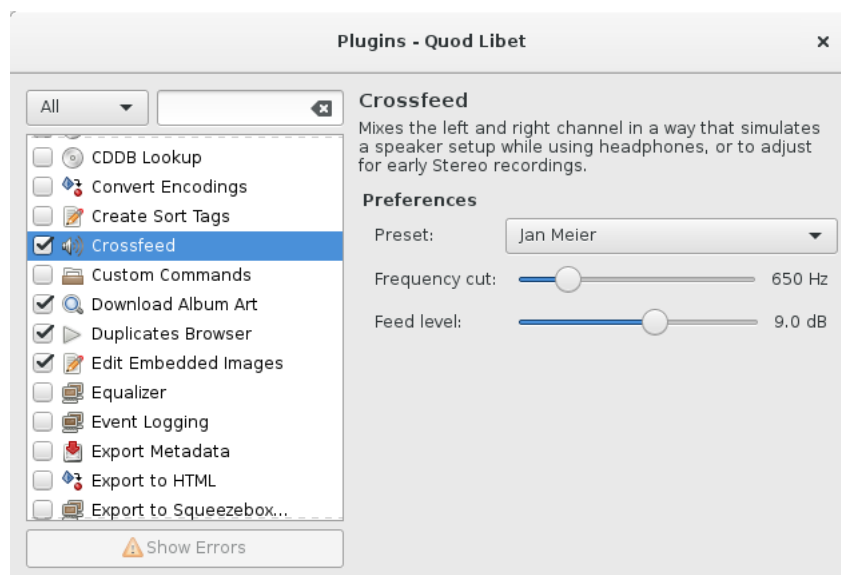 Plugins - Quod Libet
All
CDDB Lookup
Convert Encodings
Create Sort Tags
Crossfeed
Custom Commands
Download Album Art
Duplicates Browser
Edit Embedded Images
Equalizer
Event Logging
Export Metadata
Export to HTML
Export to Squeezebox...
Show Errors
Crossfeed
Mixes the left and right channel in a way that simulates
a speaker setup while using headphones, or to adjust
for early Stereo recordings.
Preferences
Preset: Jan Meier
Frequency cut: 650 Hz
Feed level: 9.0 dB